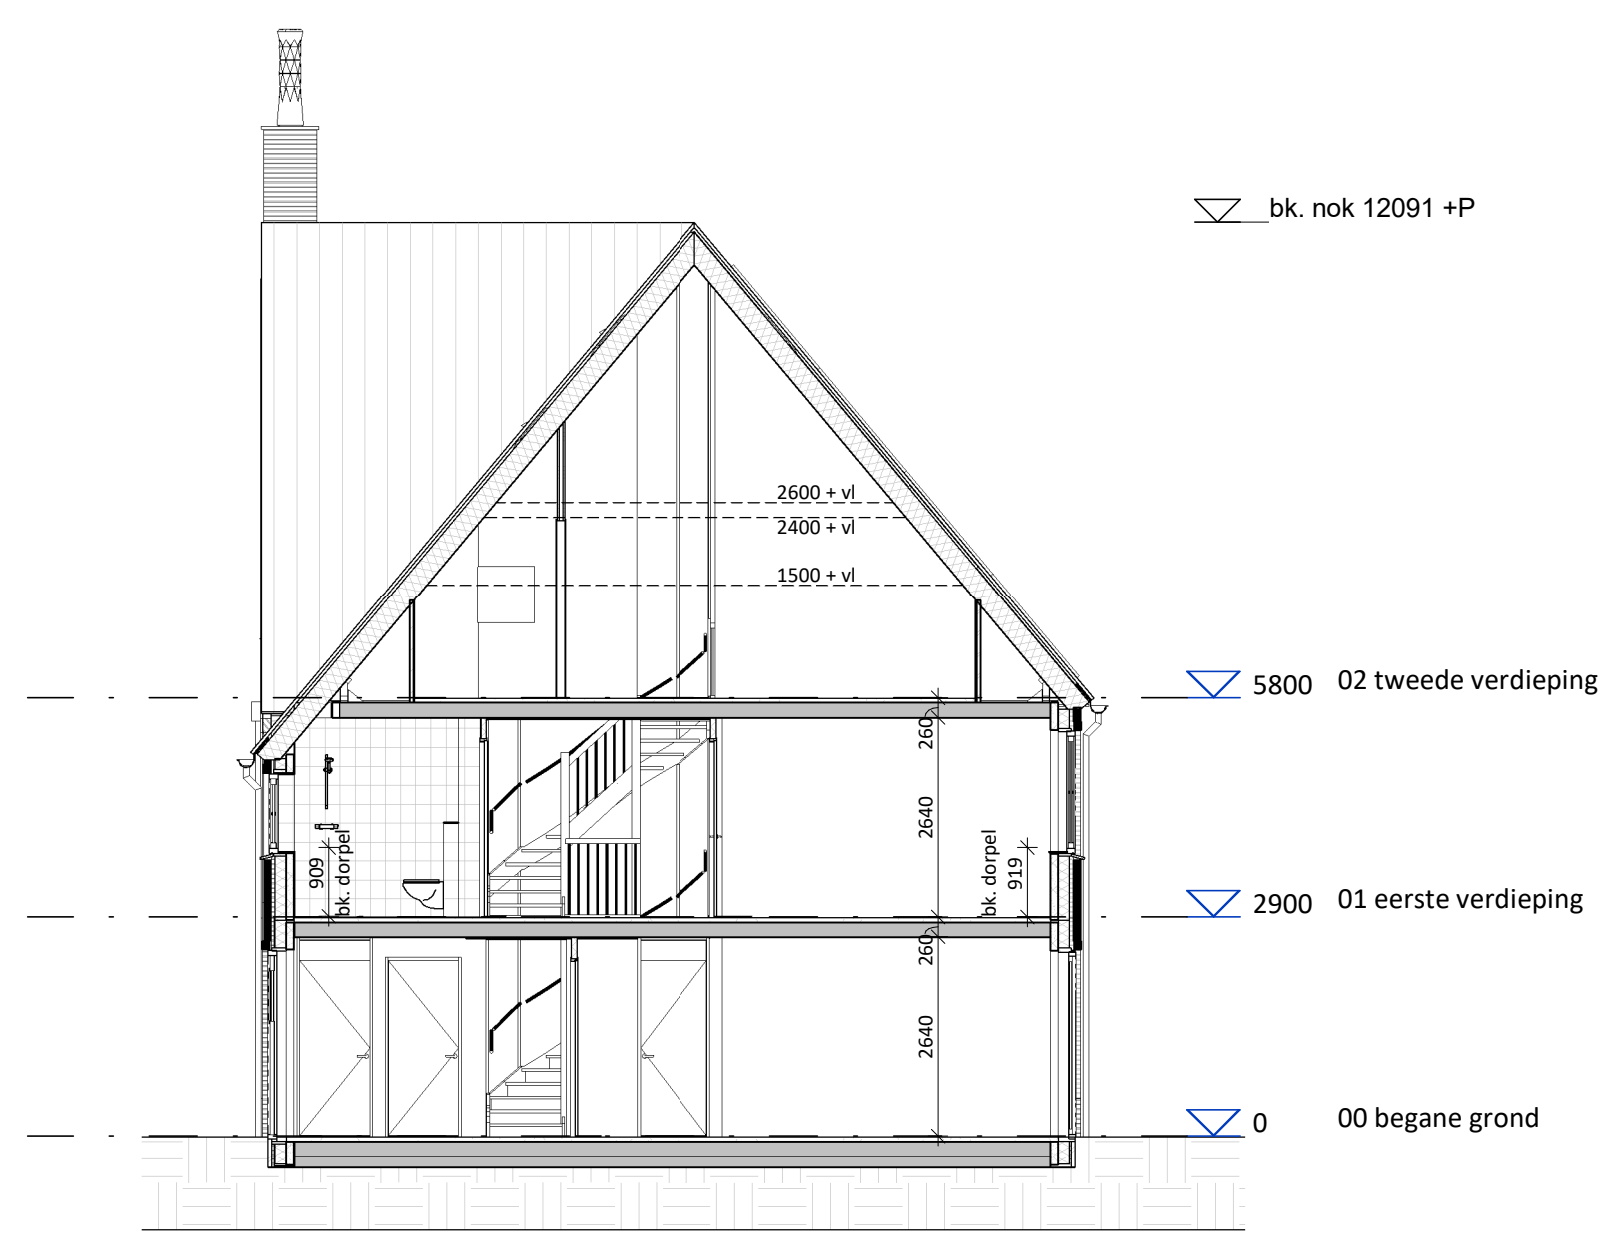 bk. nok 12091 +P
2600 + vl
2400 + vl
1500 + vl
5800 02 tweede verdieping
260
2640
909
bk. dorpel
bk. dorpel
919
2900 01 eerste verdieping
260
2640
0 00 begane grond